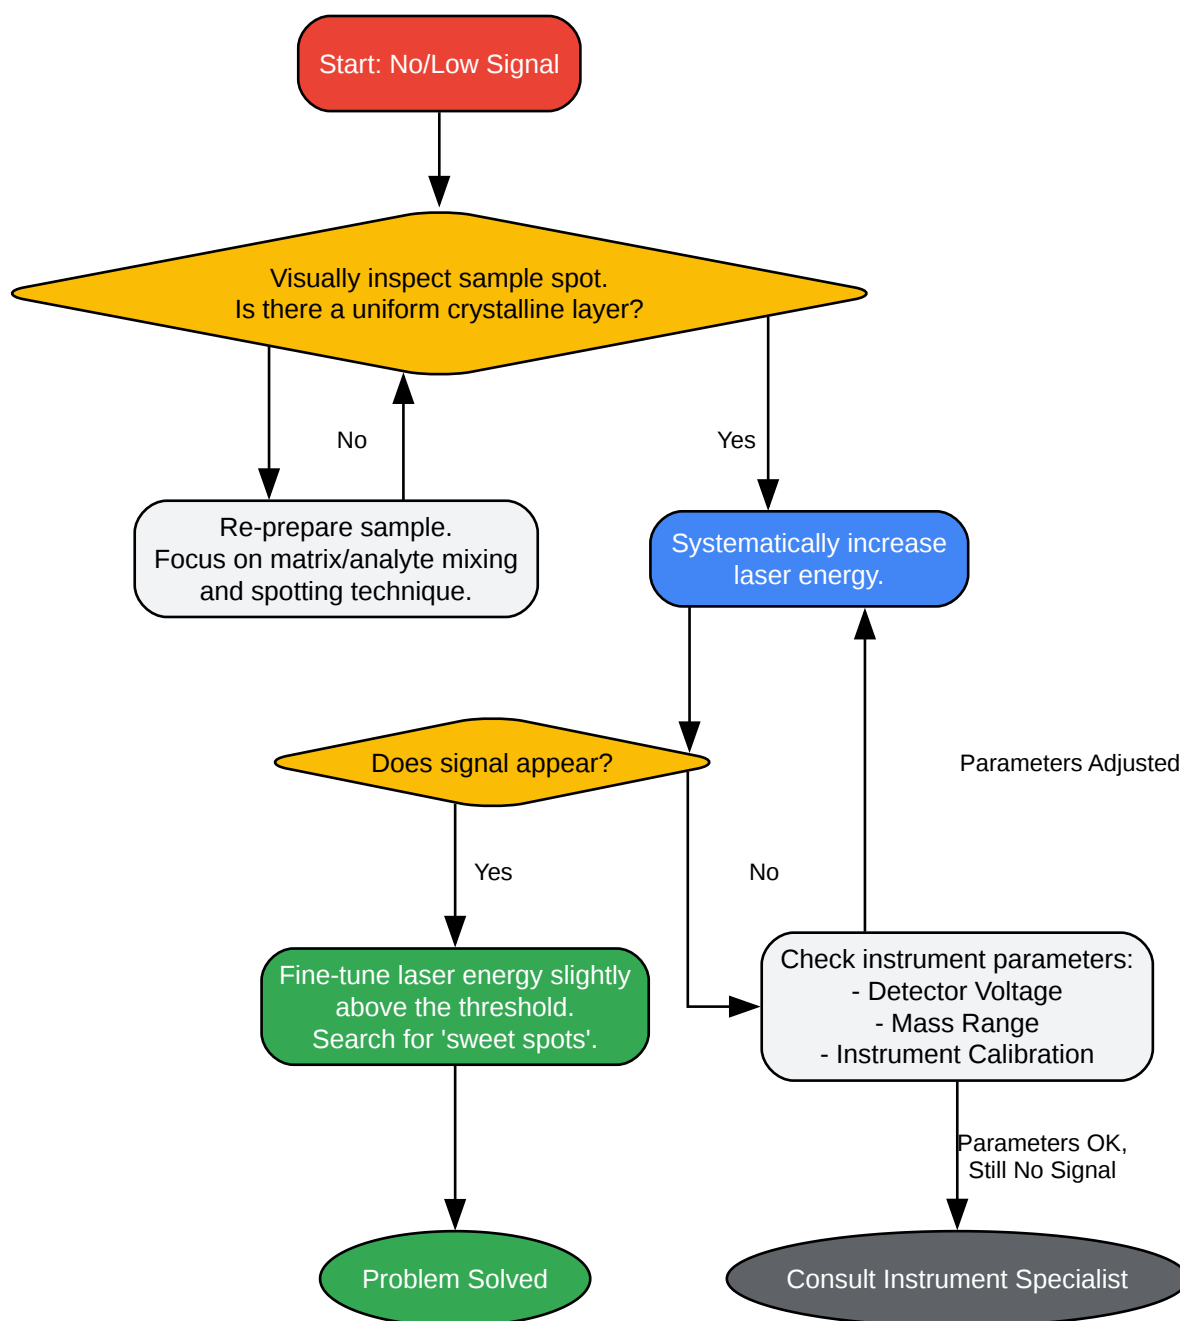 Start: No/Low Signal
Visually inspect sample spot.
Is there a uniform crystalline layer?
No
Yes
Re-prepare sample.
Focus on matrix/analyte mixing
and spotting technique.
Systematically increase
laser energy.
Does signal appear?
Parameters Adjusted
Yes
No
Fine-tune laser energy slightly
above the threshold.
Search for 'sweet spots'.
Check instrument parameters:
- Detector Voltage
- Mass Range
- Instrument Calibration
Parameters OK,
Still No Signal
Problem Solved
Consult Instrument Specialist